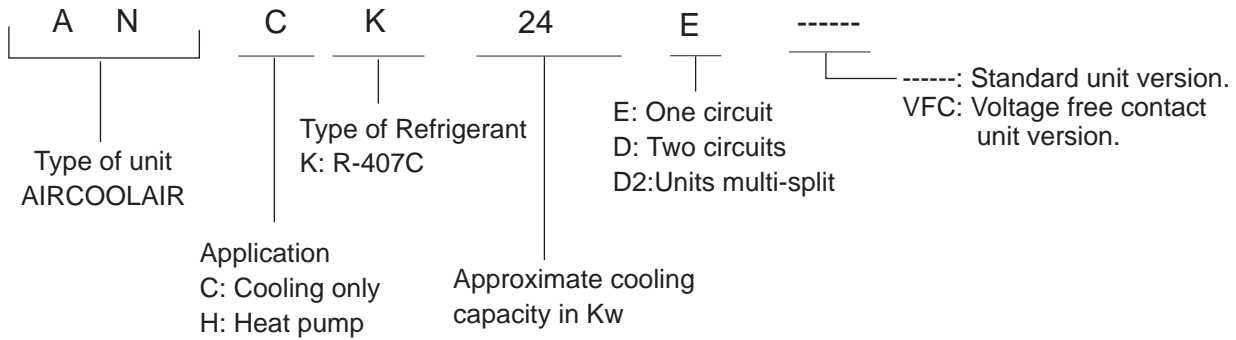 A N C K 24 E ------
------: Standard unit version.
VFC: Voltage free contact
unit version.
E: One circuit
D: Two circuits
D2:Units multi-split
Type of Refrigerant
K: R-407C
Type of unit
AIRCOOLAIR
Application
C: Cooling only
H: Heat pump
Approximate cooling
capacity in Kw